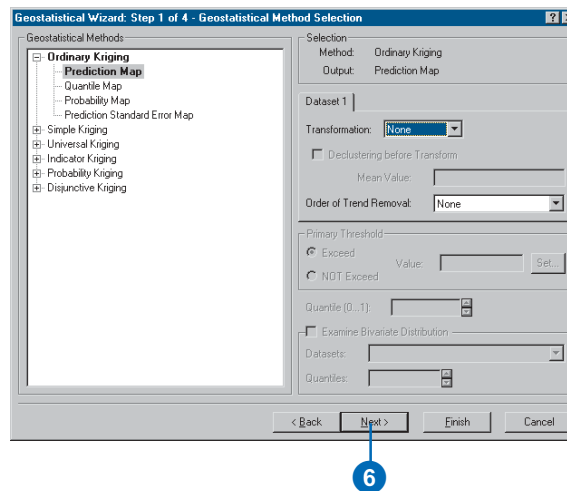 Geostatistical Wizard: Step 1 of 4 - Geostatistical Method Selection
Geostatistical Methods
Ordinary Kriging
Prediction Map
Quantile Map
Probability Map
Prediction Standard Error Map
Simple Kriging
Universal Kriging
Indicator Kriging
Probability Kriging
Disjunctive Kriging
Selection
Method: Ordinary Kriging
Output: Prediction Map
Dataset 1
Transformation: None
Declustering before Transform
Mean Value:
Order of Trend Removal: None
Primary Threshold
Exceed
NOT Exceed
Value:
Set...
Quantile (0...1):
Examine Bivariate Distribution
Datasets:
Quantiles:
< Back Next > Finish Cancel
6